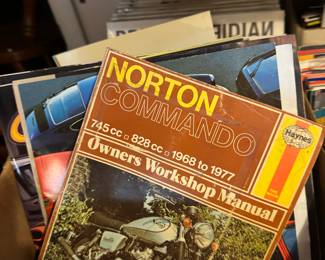 NORTON
COMMANDO
745 cc □ 828 cc □ 1968 to 1977
Owners Workshop Manual
Haynes